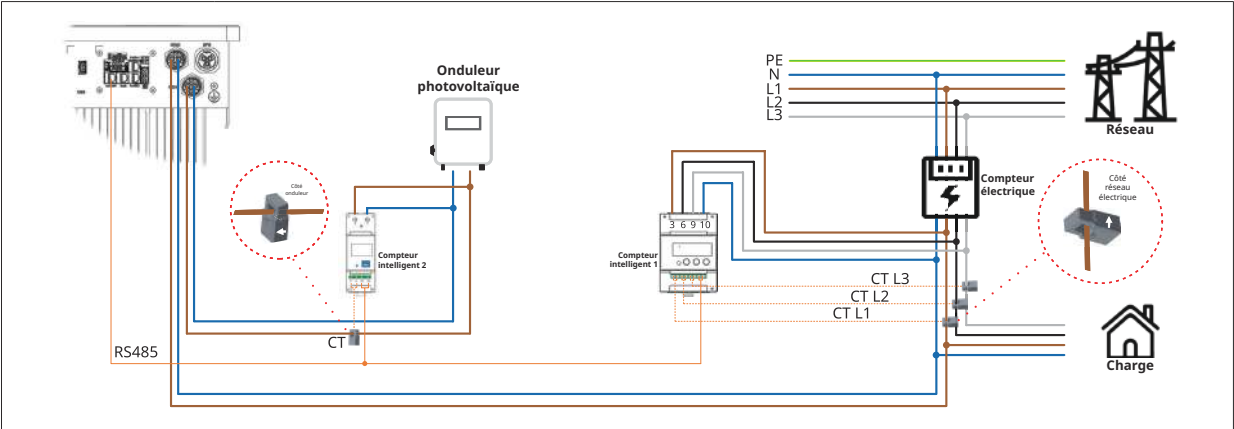 Onduleur
photovoltaïque
PE
N
L1
L2
L3
Réseau
Compteur
électrique
Côté
réseau
électrique
Côté
onduleur
3 6 9 10
Compteur
intelligent 2
Compteur
intelligent 1
CT L3
CT L2
CT L1
CT
RS485
Charge